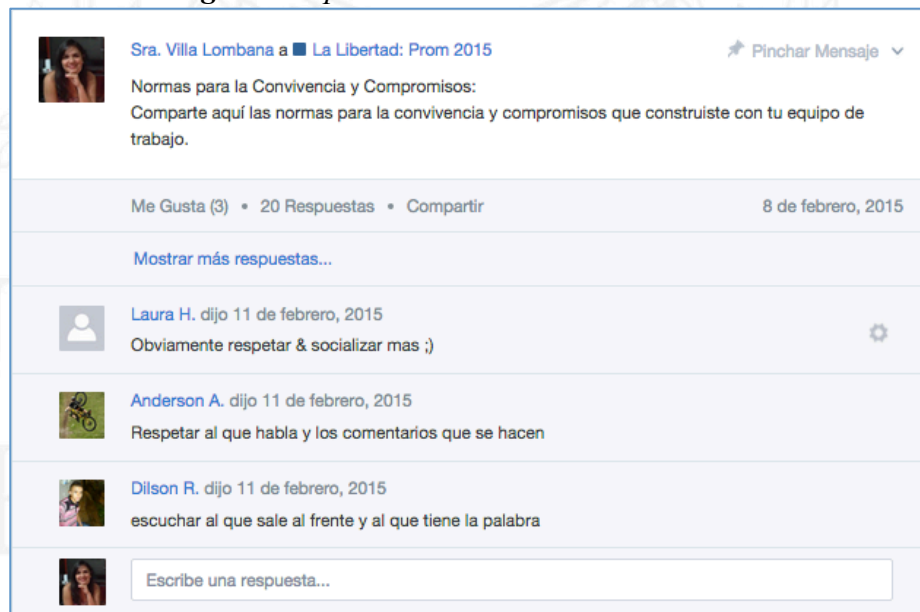 Sra. Villa Lombana a La Libertad: Prom 2015
Pinchar Mensaje
Normas para la Convivencia y Compromisos:
Comparte aquí las normas para la convivencia y compromisos que construiste con tu equipo de
trabajo.
Me Gusta (3) • 20 Respuestas • Compartir
8 de febrero, 2015
Mostrar más respuestas...
Laura H. dijo 11 de febrero, 2015
Obviamente respetar & socializar mas ;)
Anderson A. dijo 11 de febrero, 2015
Respetar al que habla y los comentarios que se hacen
Dilson R. dijo 11 de febrero, 2015
escuchar al que sale al frente y al que tiene la palabra
Escribe una respuesta...